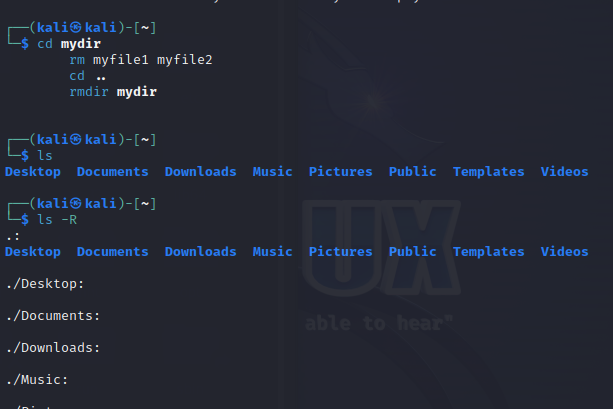 ┌──(kali㉿kali)-[~]
└─$ cd mydir
rm myfile1 myfile2
cd ..
rmdir mydir
┌──(kali㉿kali)-[~]
└─$ ls
Desktop Documents Downloads Music Pictures Public Templates Videos
┌──(kali㉿kali)-[~]
└─$ ls -R
.:
Desktop Documents Downloads Music Pictures Public Templates Videos
UX
./Desktop:
./Documents:
able to hear"
./Downloads:
./Music: